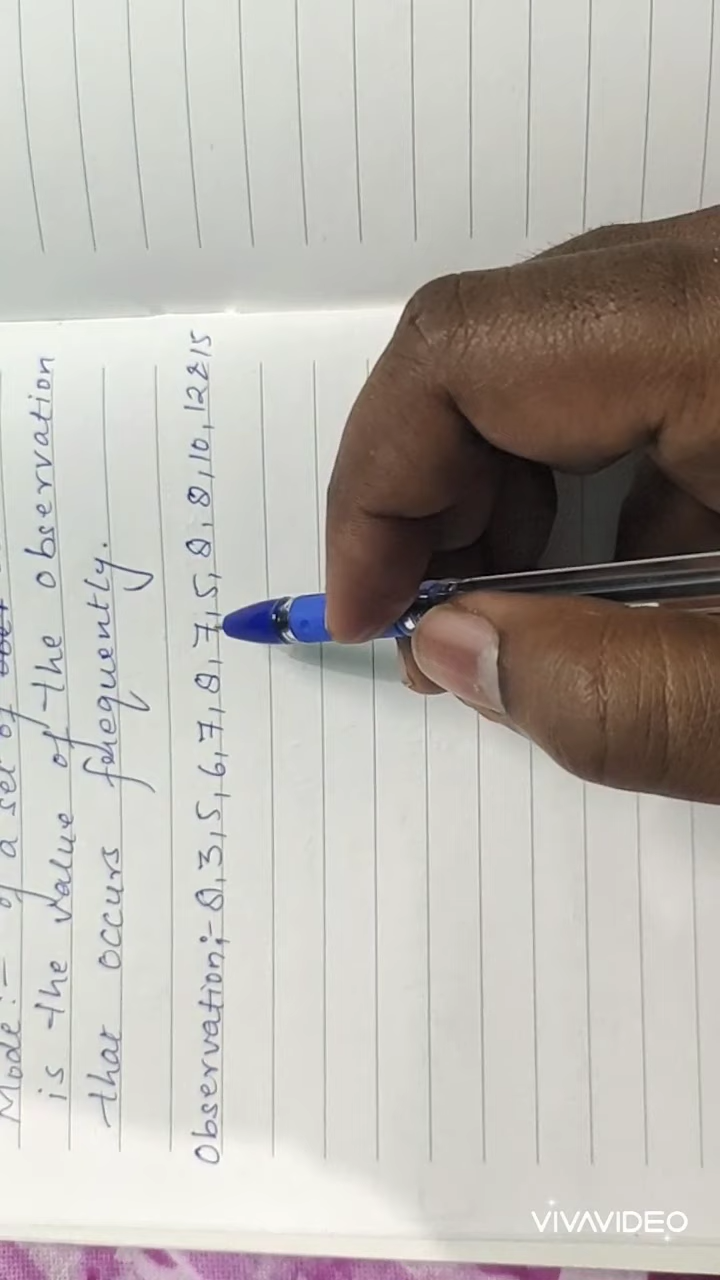 Mode :- of a set of
is the value of the observation
that occurs frequently.
Observation:- 8, 3, 5, 6, 7, 8, 7, 5, 8, 8, 10, 12 & 15
VIVAVIDEO